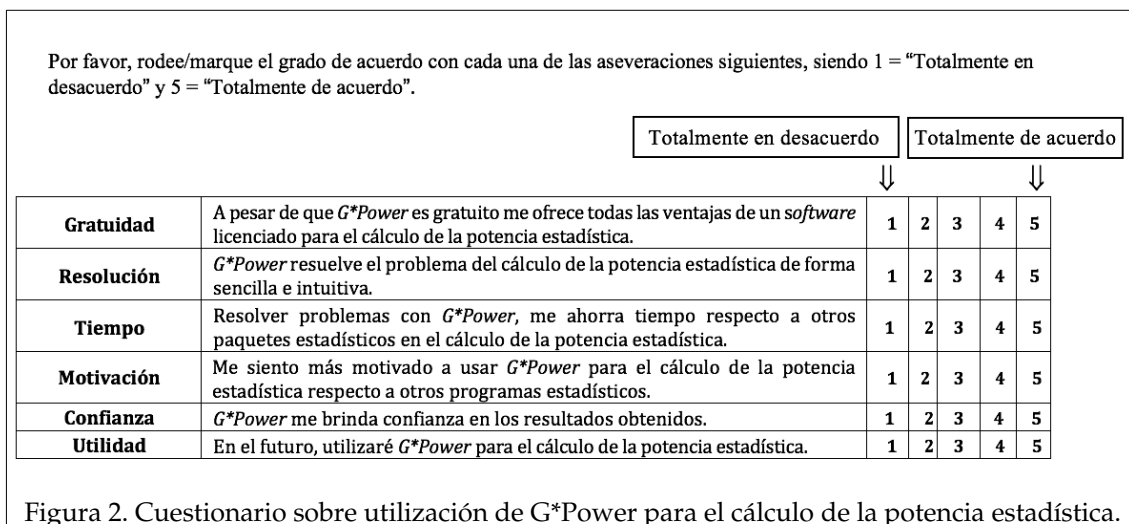 Por favor, rodee/marque el grado de acuerdo con cada una de las aseveraciones siguientes, siendo 1 = “Totalmente en
desacuerdo” y 5 = “Totalmente de acuerdo”.
Totalmente en desacuerdo Totalmente de acuerdo
⇓ ⇓
Gratuidad A pesar de que G*Power es gratuito me ofrece todas las ventajas de un software
licenciado para el cálculo de la potencia estadística. 1 2 3 4 5
Resolución G*Power resuelve el problema del cálculo de la potencia estadística de forma
sencilla e intuitiva. 1 2 3 4 5
Tiempo Resolver problemas con G*Power, me ahorra tiempo respecto a otros
paquetes estadísticos en el cálculo de la potencia estadística. 1 2 3 4 5
Motivación Me siento más motivado a usar G*Power para el cálculo de la potencia
estadística respecto a otros programas estadísticos. 1 2 3 4 5
Confianza G*Power me brinda confianza en los resultados obtenidos. 1 2 3 4 5
Utilidad En el futuro, utilizaré G*Power para el cálculo de la potencia estadística. 1 2 3 4 5
Figura 2. Cuestionario sobre utilización de G*Power para el cálculo de la potencia estadística.